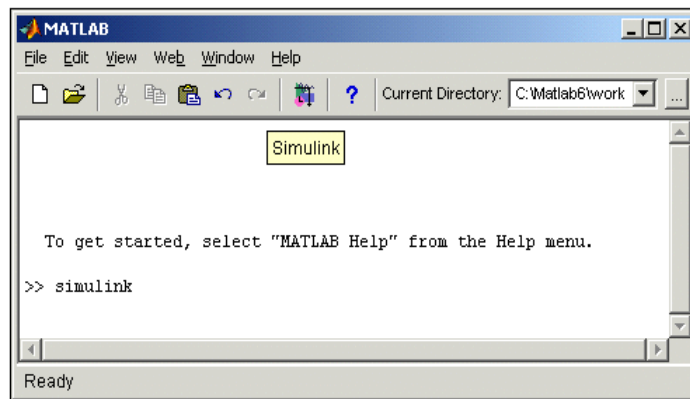 MATLAB
File Edit View Web Window Help
? Current Directory: C:\Matlab6\work ...
Simulink
To get started, select "MATLAB Help" from the Help menu.
>> simulink
Ready